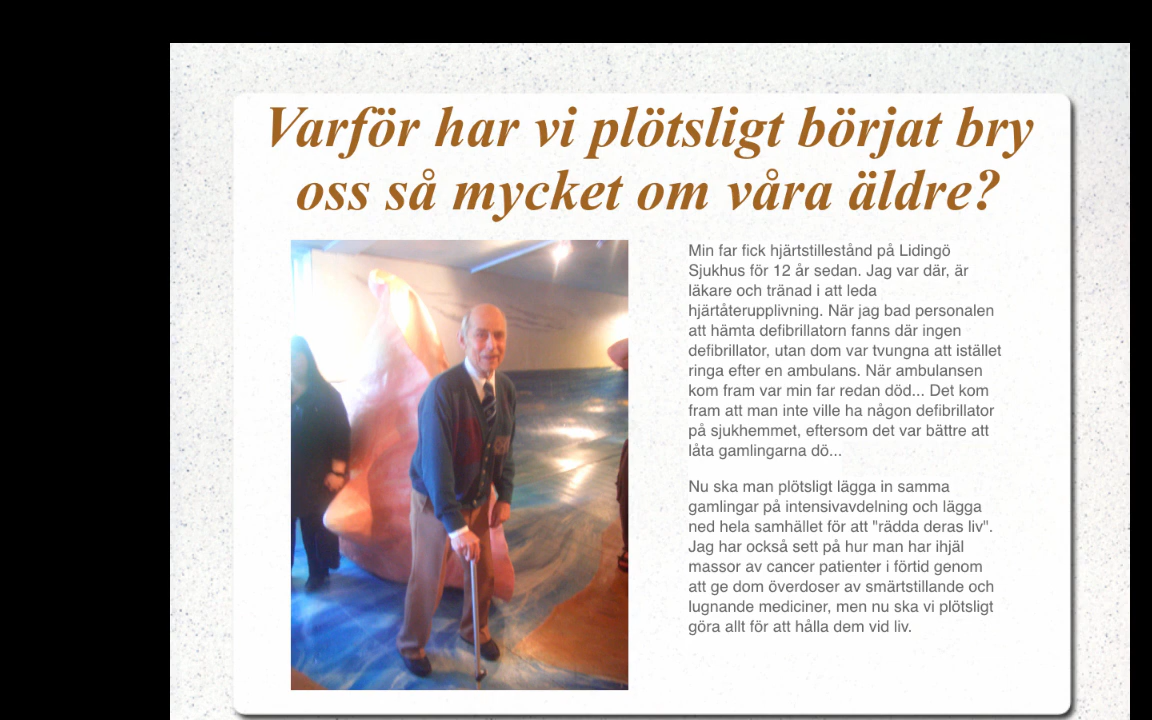 Varför har vi plötsligt börjat bry
oss så mycket om våra äldre?
Min far fick hjärtstillestånd på Lidingö
Sjukhus för 12 år sedan. Jag var där, är
läkare och tränad i att leda
hjärtåterupplivning. När jag bad personalen
att hämta defibrillatorn fanns där ingen
defibrillator, utan dom var tvungna att istället
ringa efter en ambulans. När ambulansen
kom fram var min far redan död... Det kom
fram att man inte ville ha någon defibrillator
på sjukhemmet, eftersom det var bättre att
låta gamlingarna dö...
Nu ska man plötsligt lägga in samma
gamlingar på intensivavdelning och lägga
ned hela samhället för att "rädda deras liv".
Jag har också sett på hur man har ihjäl
massor av cancer patienter i förtid genom
att ge dom överdoser av smärtstillande och
lugnande mediciner, men nu ska vi plötsligt
göra allt för att hålla dem vid liv.